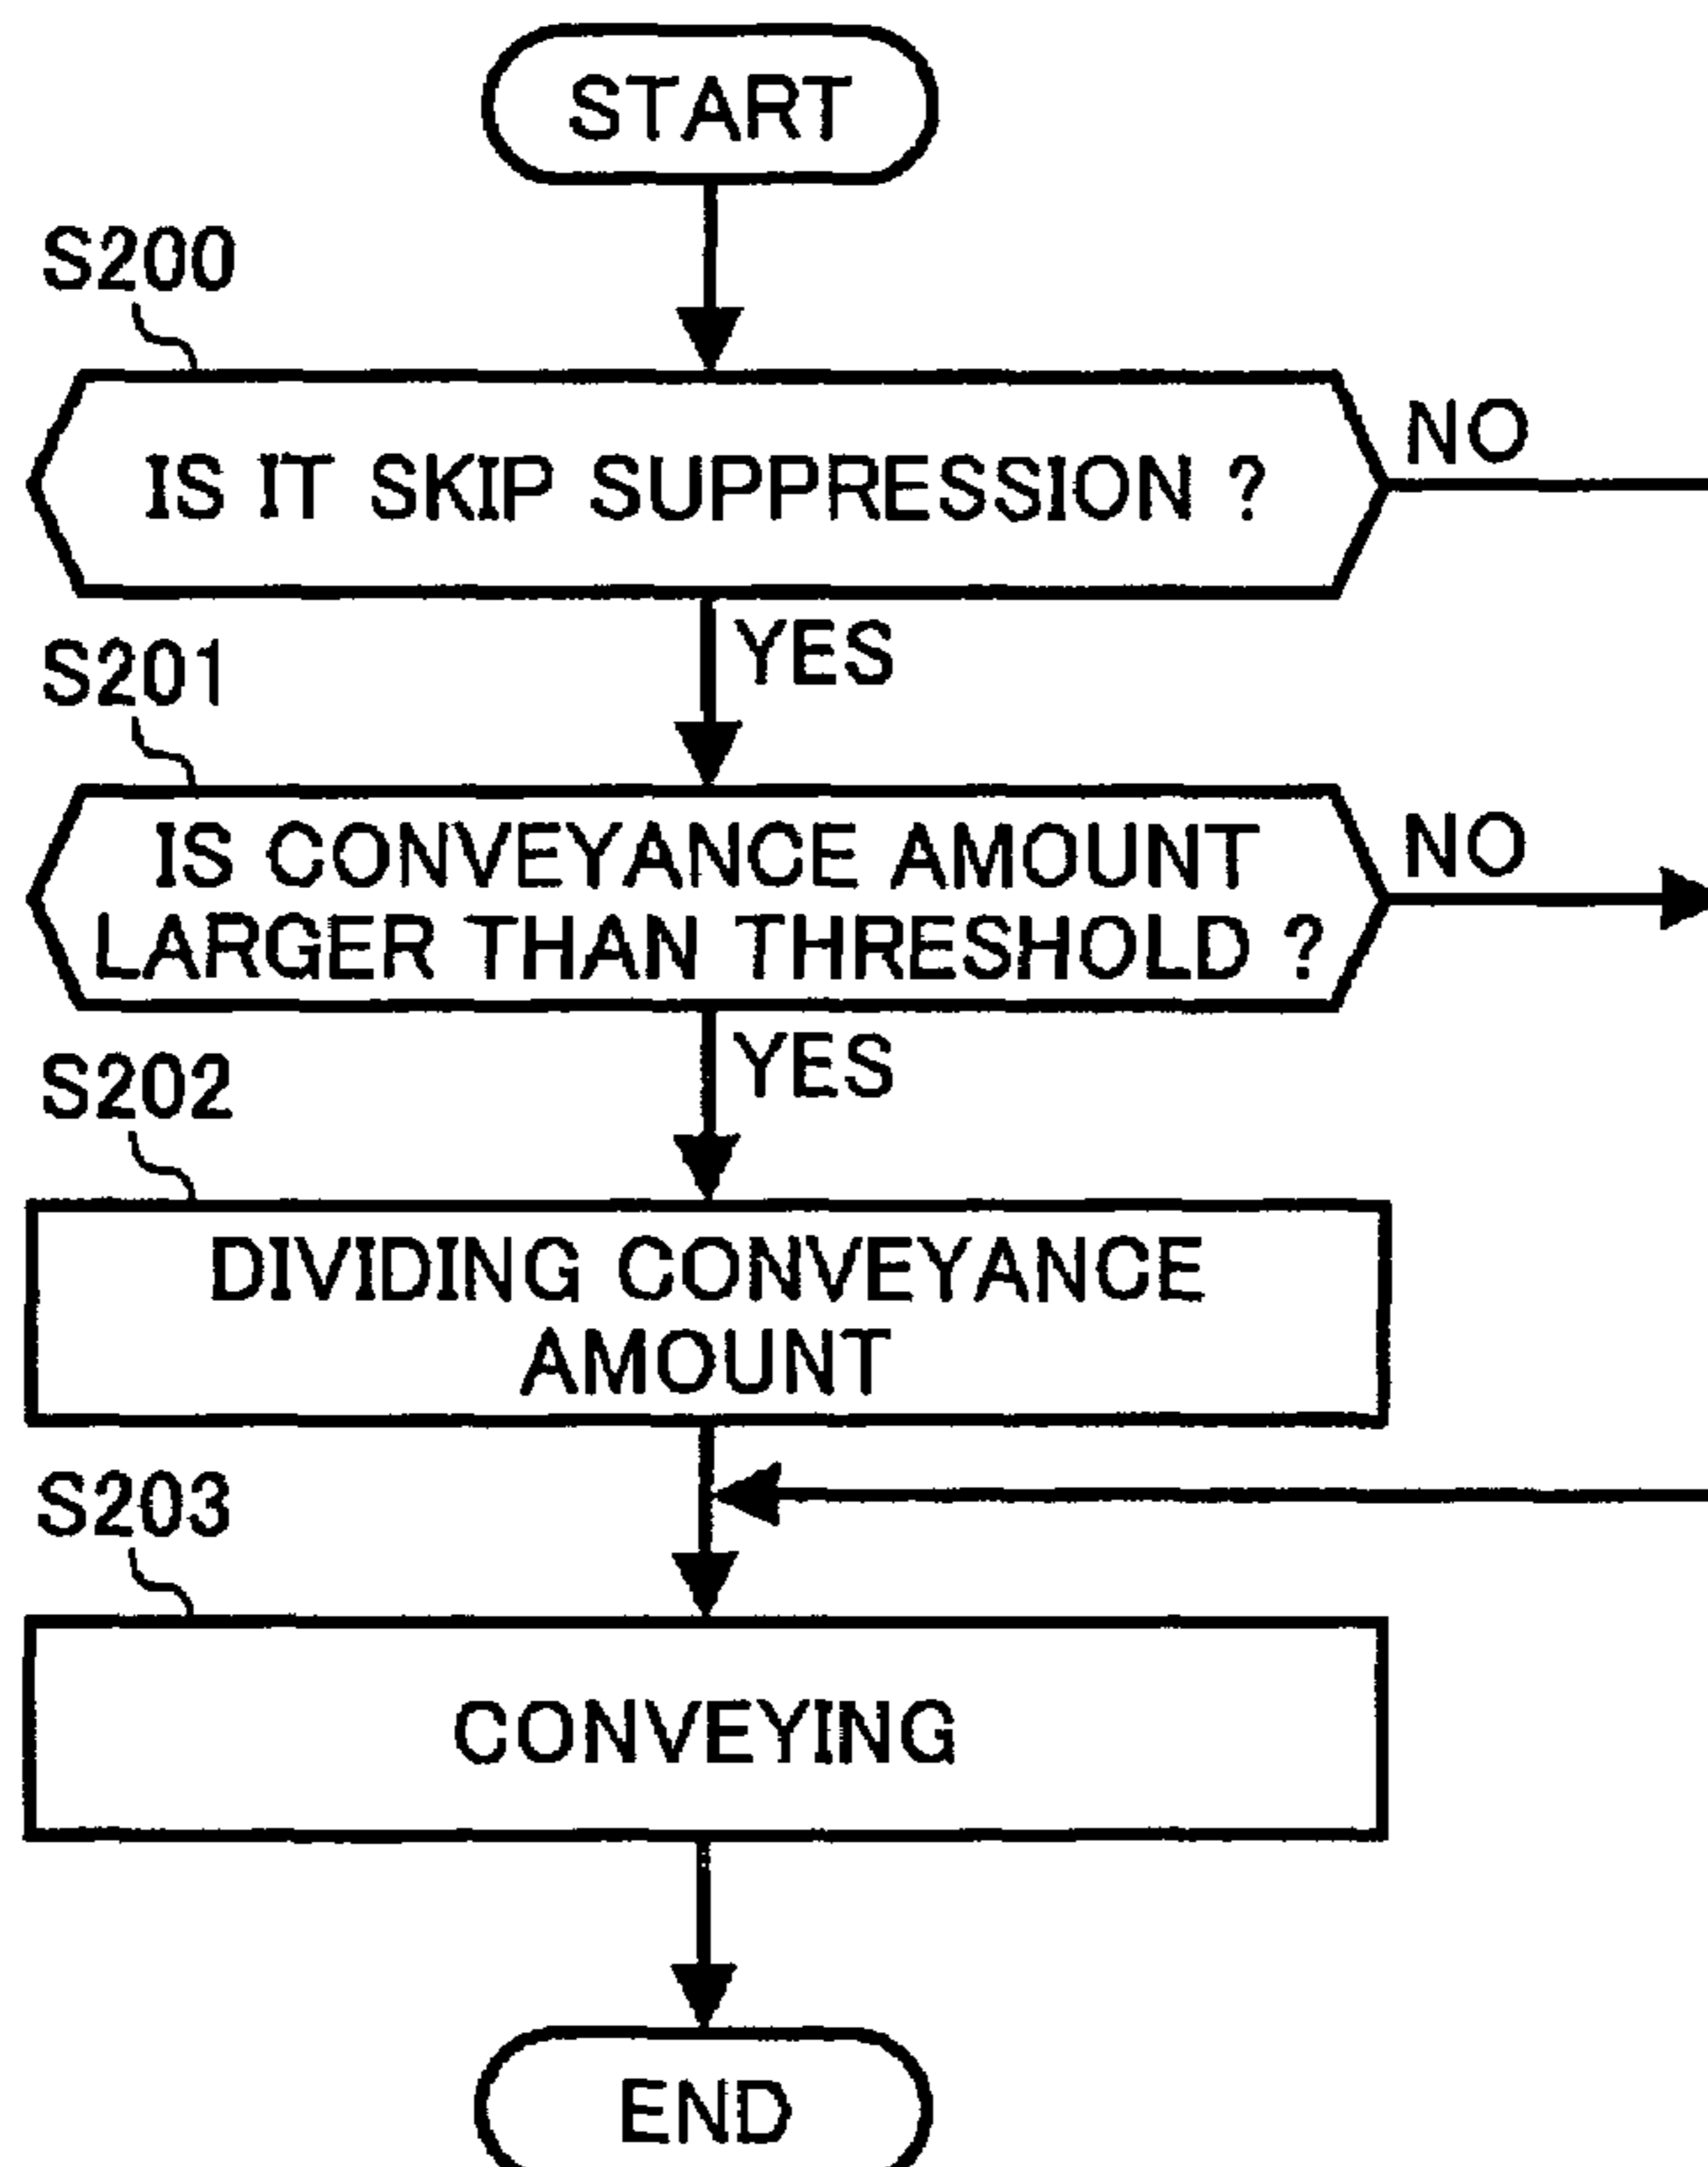 START
S200
IS IT SKIP SUPPRESSION ?
NO
YES
S201
IS CONVEYANCE AMOUNT
LARGER THAN THRESHOLD ?
NO
YES
S202
DIVIDING CONVEYANCE
AMOUNT
S203
CONVEYING
END